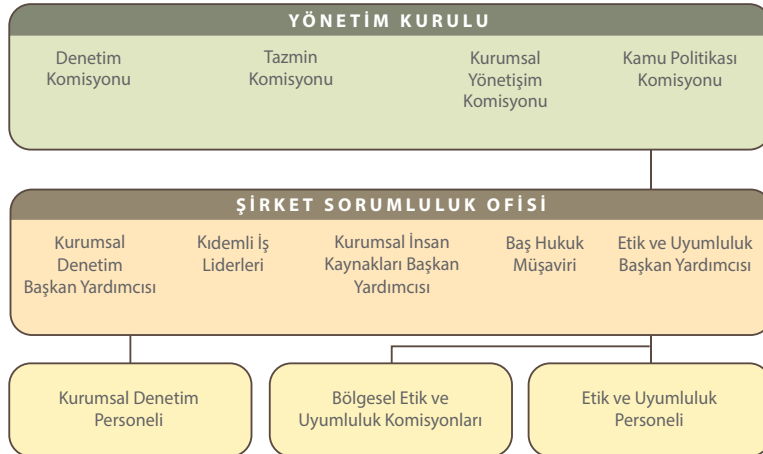 YÖNETİM KURULU
Denetim
Komisyonu
Tazmin
Komisyonu
Kurumsal
Yönetişim
Komisyonu
Kamu Politikası
Komisyonu
ŞİRKET SORUMLULUK OFİSİ
Kurumsal
Denetim
Başkan Yardımcısı
Kıdemli İş
Liderleri
Kurumsal İnsan
Kaynakları Başkan
Yardımcısı
Baş Hukuk
Müşaviri
Etik ve Uyumluluk
Başkan Yardımcısı
Kurumsal Denetim
Personeli
Bölgesel Etik ve
Uyumluluk Komisyonları
Etik ve Uyumluluk
Personeli